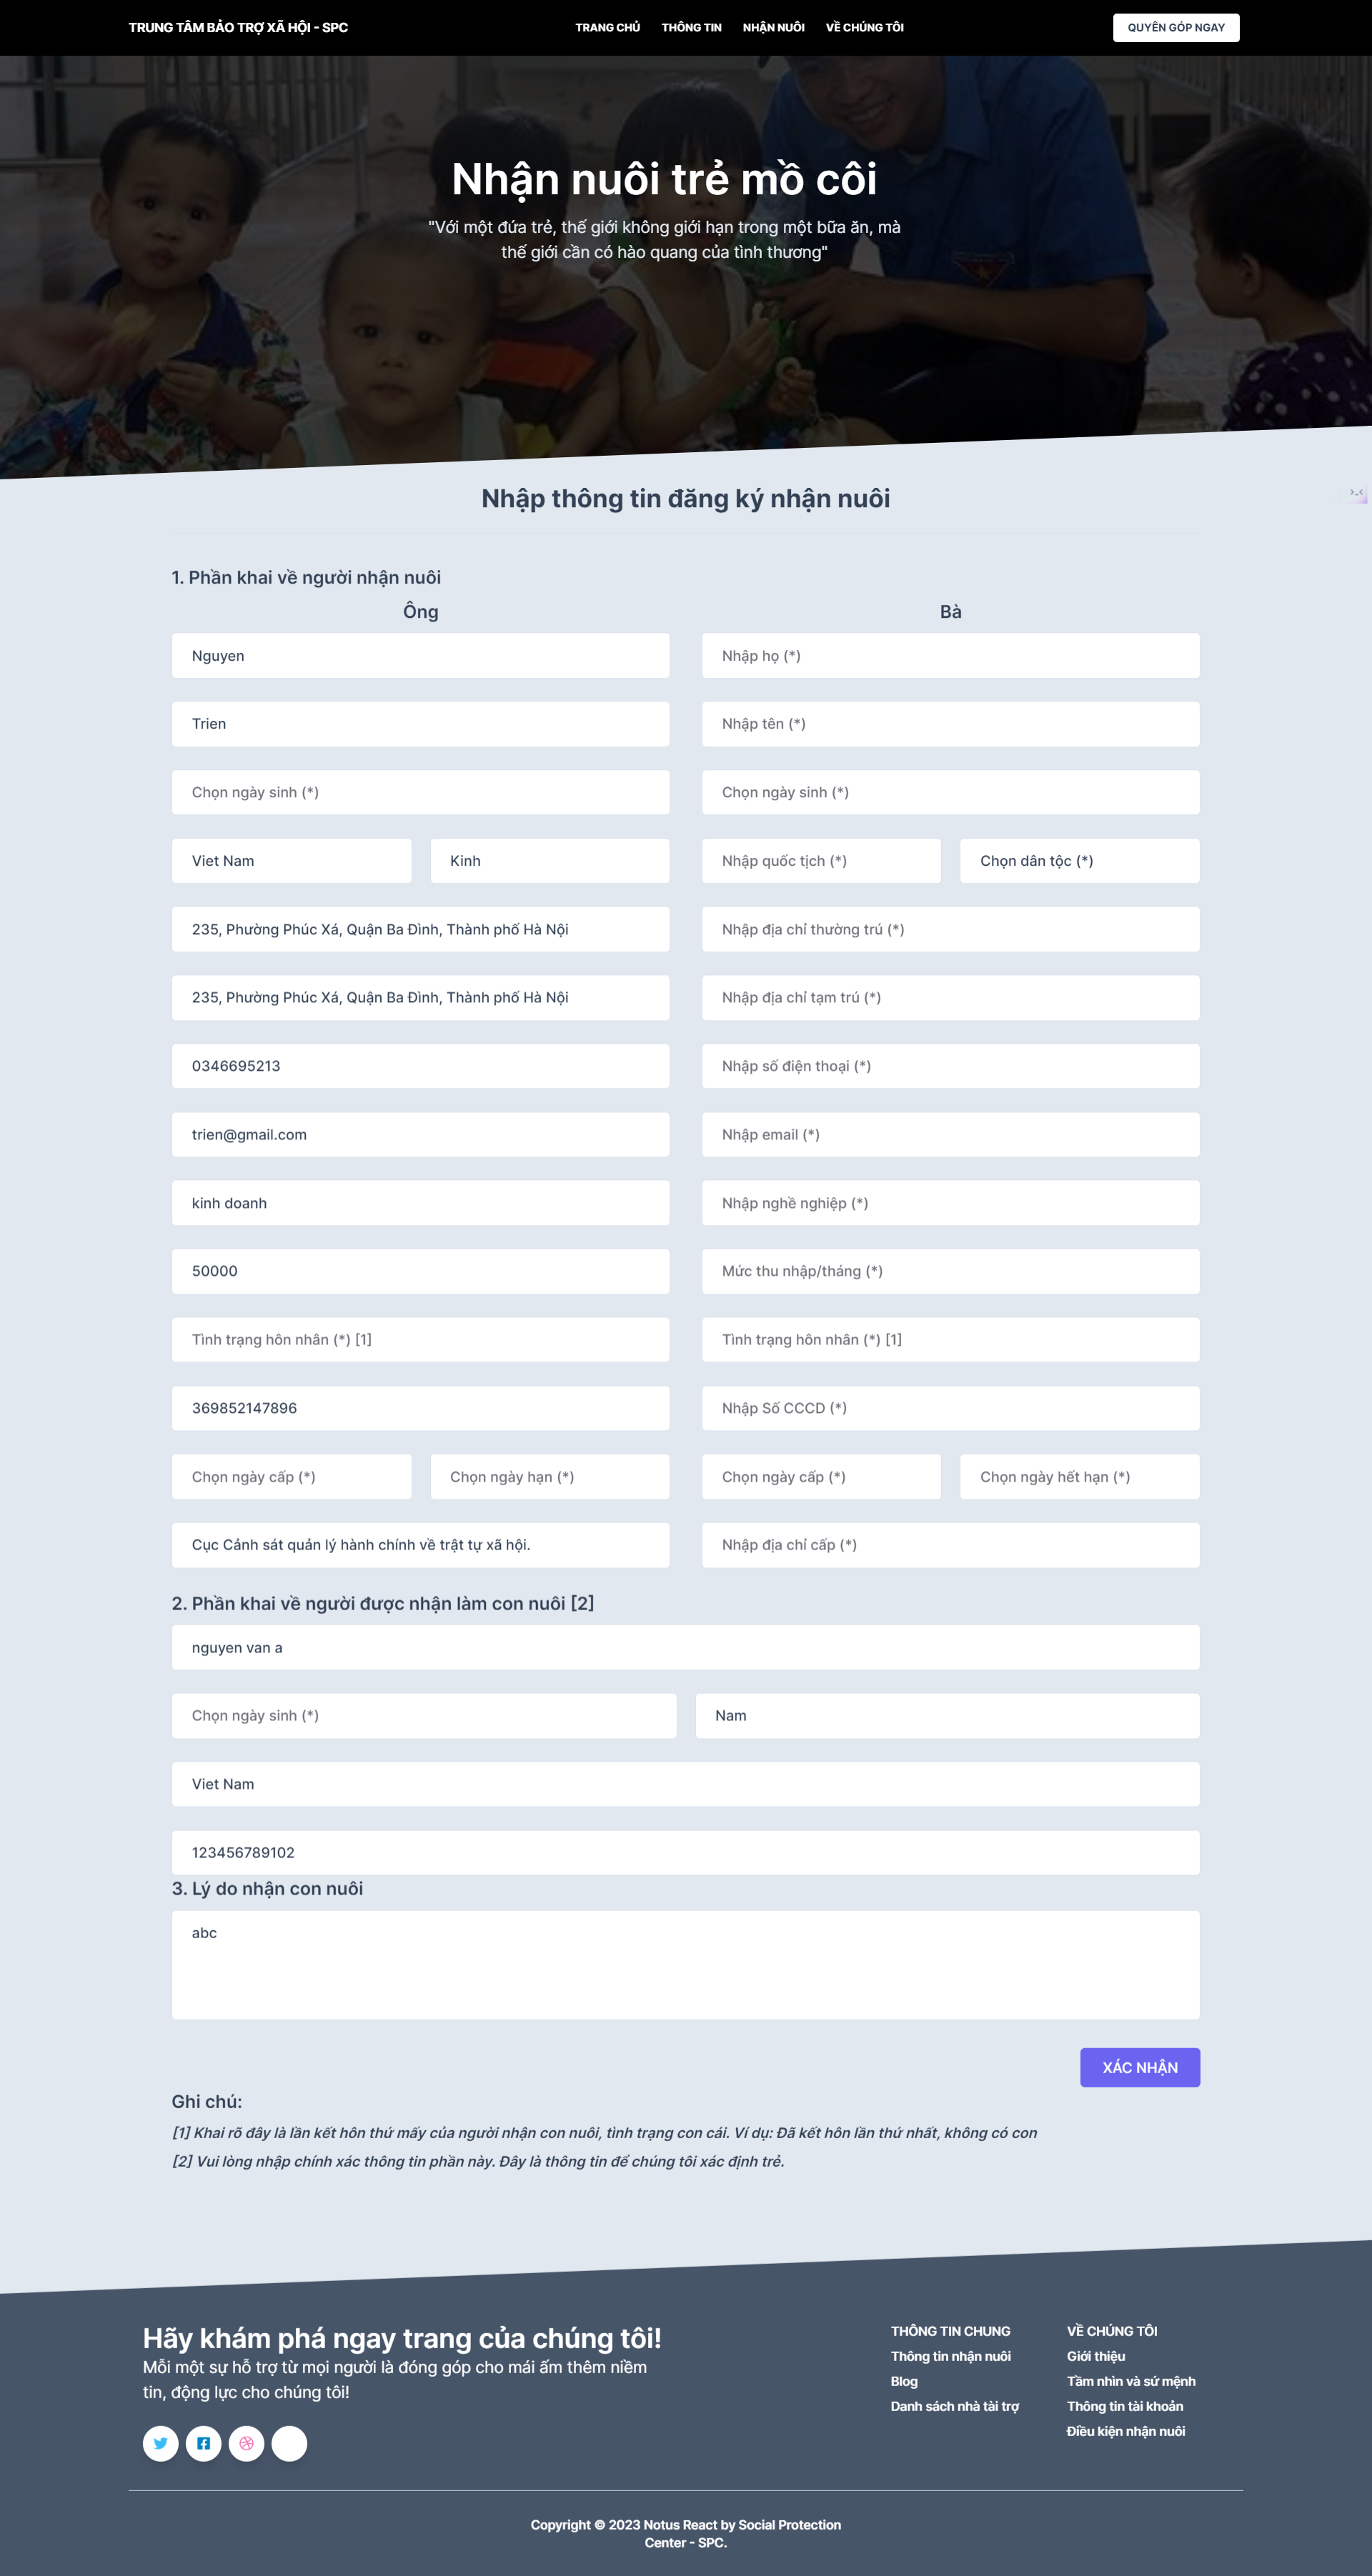 TRUNG TÂM BẢO TRỢ XÃ HỘI - SPC
TRANG CHỦ THÔNG TIN NHẬN NUÔI VỀ CHÚNG TÔI
QUYÊN GÓP NGAY
Nhận nuôi trẻ mồ côi
"Với một đứa trẻ, thế giới không giới hạn trong một bữa ăn, mà
thế giới cần có hào quang của tình thương"
Nhập thông tin đăng ký nhận nuôi
1. Phần khai về người nhận nuôi
Ông Bà
Nguyen Nhập họ (*)
Trien Nhập tên (*)
Chọn ngày sinh (*) Chọn ngày sinh (*)
Viet Nam Kinh Nhập quốc tịch (*) Chọn dân tộc (*)
235, Phường Phúc Xá, Quận Ba Đình, Thành phố Hà Nội Nhập địa chỉ thường trú (*)
235, Phường Phúc Xá, Quận Ba Đình, Thành phố Hà Nội Nhập địa chỉ tạm trú (*)
0346695213 Nhập số điện thoại (*)
trien@gmail.com Nhập email (*)
kinh doanh Nhập nghề nghiệp (*)
50000 Mức thu nhập/tháng (*)
Tình trạng hôn nhân (*) [1] Tình trạng hôn nhân (*) [1]
369852147896 Nhập Số CCCD (*)
Chọn ngày cấp (*) Chọn ngày hạn (*) Chọn ngày cấp (*) Chọn ngày hết hạn (*)
Cục Cảnh sát quản lý hành chính về trật tự xã hội. Nhập địa chỉ cấp (*)
2. Phần khai về người được nhận làm con nuôi [2]
nguyen van a
Chọn ngày sinh (*) Nam
Viet Nam
123456789102
3. Lý do nhận con nuôi
abc
XÁC NHẬN
Ghi chú:
[1] Khai rõ đây là lần kết hôn thứ mấy của người nhận con nuôi, tình trạng con cái. Ví dụ: Đã kết hôn lần thứ nhất, không có con
[2] Vui lòng nhập chính xác thông tin phần này. Đây là thông tin để chúng tôi xác định trẻ.
Hãy khám phá ngay trang của chúng tôi!
Mỗi một sự hỗ trợ từ mọi người là đóng góp cho mái ấm thêm niềm
tin, động lực cho chúng tôi!
THÔNG TIN CHUNG
Thông tin nhận nuôi
Blog
Danh sách nhà tài trợ
VỀ CHÚNG TÔI
Giới thiệu
Tầm nhìn và sứ mệnh
Thông tin tài khoản
Điều kiện nhận nuôi
Copyright © 2023 Notus React by Social Protection
Center - SPC.